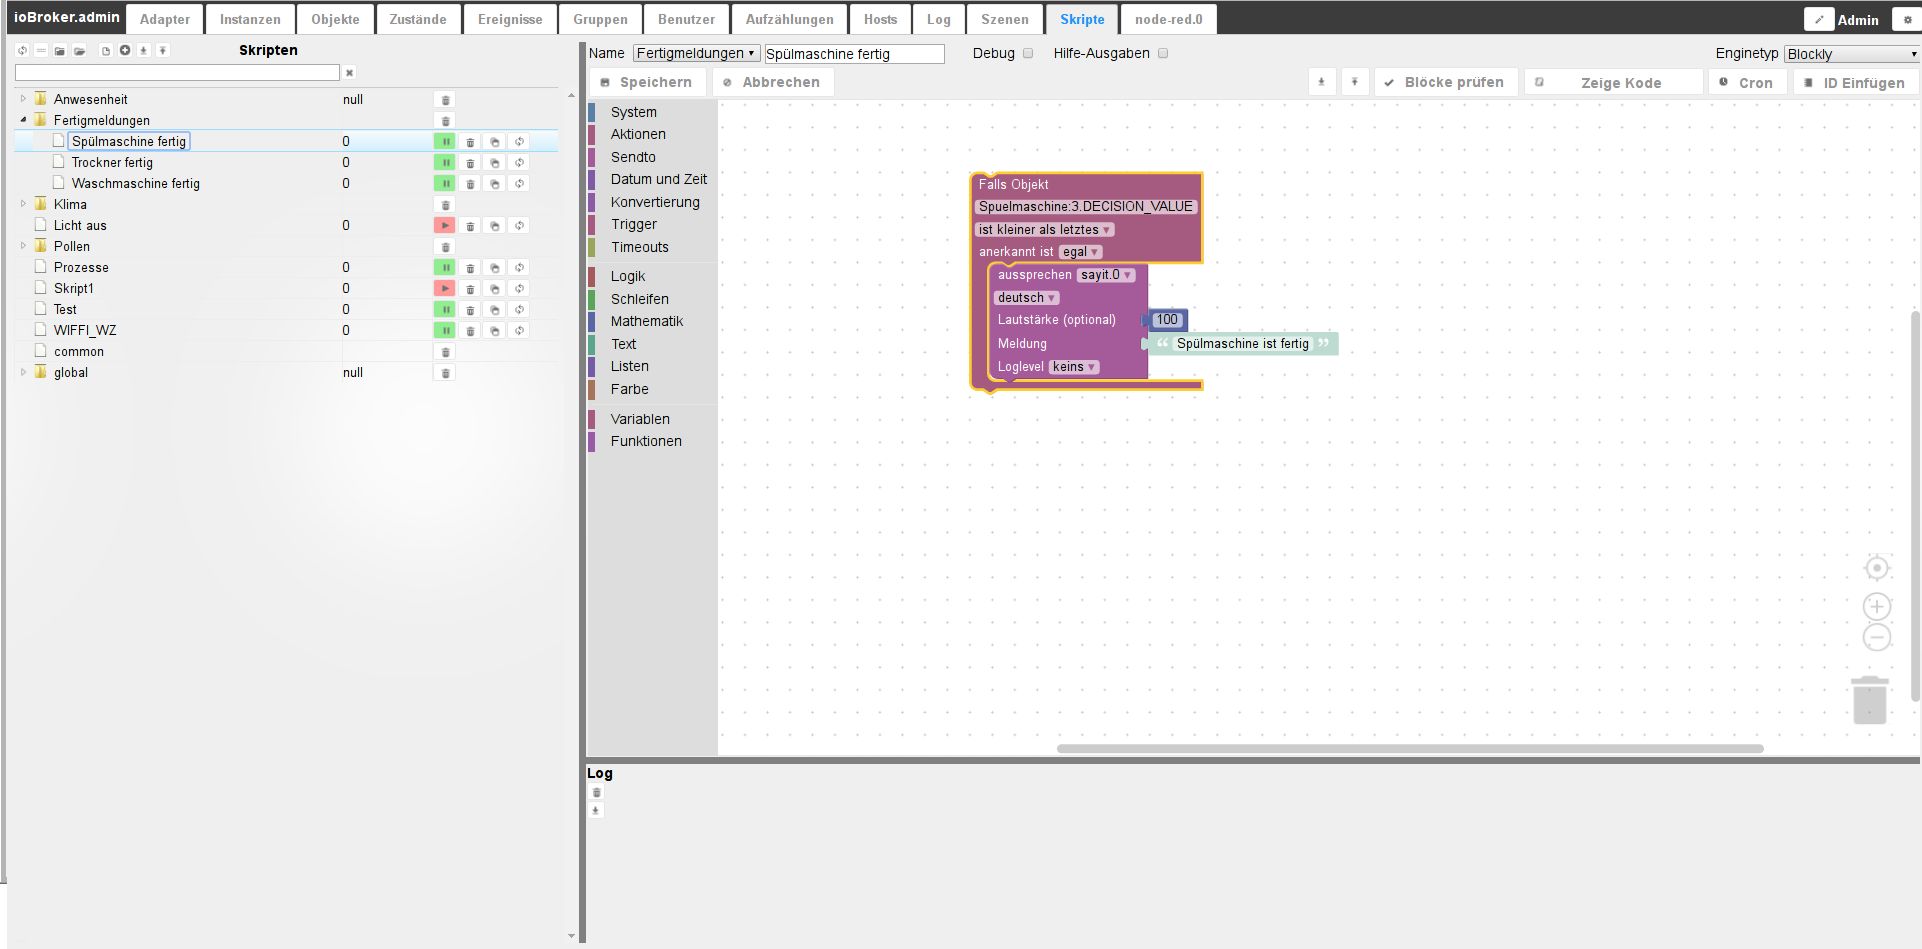 ioBroker.admin Adapter Instanzen Objekte Zustände Ereignisse Gruppen Benutzer Aufzählungen Hosts Log Szenen Skripte node-red.0 Admin
Skripten
Anwesenheit null
Fertigmeldungen
Spülmaschine fertig 0
Trockner fertig 0
Waschmaschine fertig 0
Klima
Licht aus 0
Pollen
Prozesse 0
Skript1 0
Test 0
WIFFI_WZ 0
common
global null
Name Fertigmeldungen Spülmaschine fertig Debug Hilfe-Ausgaben Enginetyp Blockly
Speichern Abbrechen Blöcke prüfen Zeige Kode Cron ID Einfügen
System
Aktionen
Sendto
Datum und Zeit
Konvertierung
Trigger
Timeouts
Logik
Schleifen
Mathematik
Text
Listen
Farbe
Variablen
Funktionen
Falls Objekt
Spuelmaschine:3.DECISION_VALUE
ist kleiner als letztes
anerkannt ist egal
aussprechen sayit.0
deutsch
Lautstärke (optional) 100
Meldung “ Spülmaschine ist fertig ”
Loglevel keins
Log